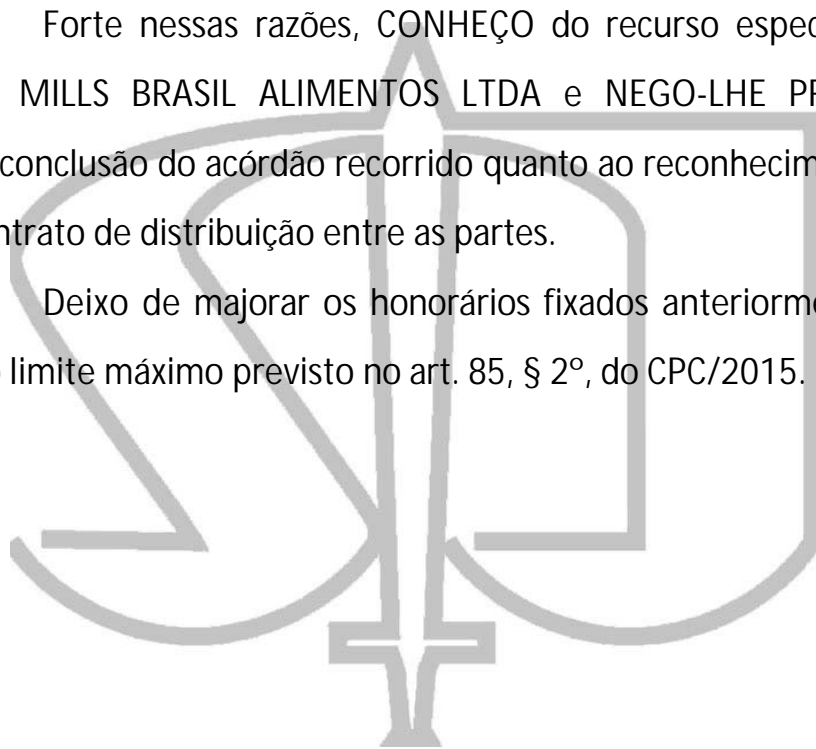 Forte nessas razões, CONHEÇO do recurso espec
MILLS BRASIL ALIMENTOS LTDA e NEGO-LHE PR
conclusão do acórdão recorrido quanto ao reconhecim
ntrato de distribuição entre as partes.
Deixo de majorar os honorários fixados anteriorme
limite máximo previsto no art. 85, § 2º, do CPC/2015.